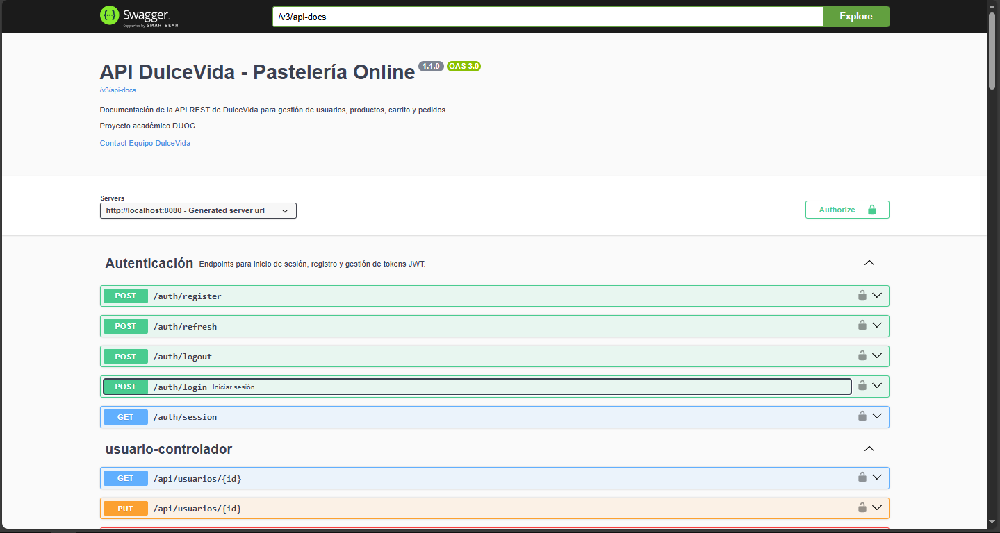 Swagger
Supported by SMARTBEAR
/v3/api-docs
Explore
API DulceVida - Pastelería Online 1.1.0 OAS 3.0
/v3/api-docs
Documentación de la API REST de DulceVida para gestión de usuarios, productos, carrito y pedidos.
Proyecto académico DUOC.
Contact Equipo DulceVida
Servers
http://localhost:8080 - Generated server url
Authorize
Autenticación Endpoints para inicio de sesión, registro y gestión de tokens JWT.
POST /auth/register
POST /auth/refresh
POST /auth/logout
POST /auth/login Iniciar sesión
GET /auth/session
usuario-controlador
GET /api/usuarios/{id}
PUT /api/usuarios/{id}